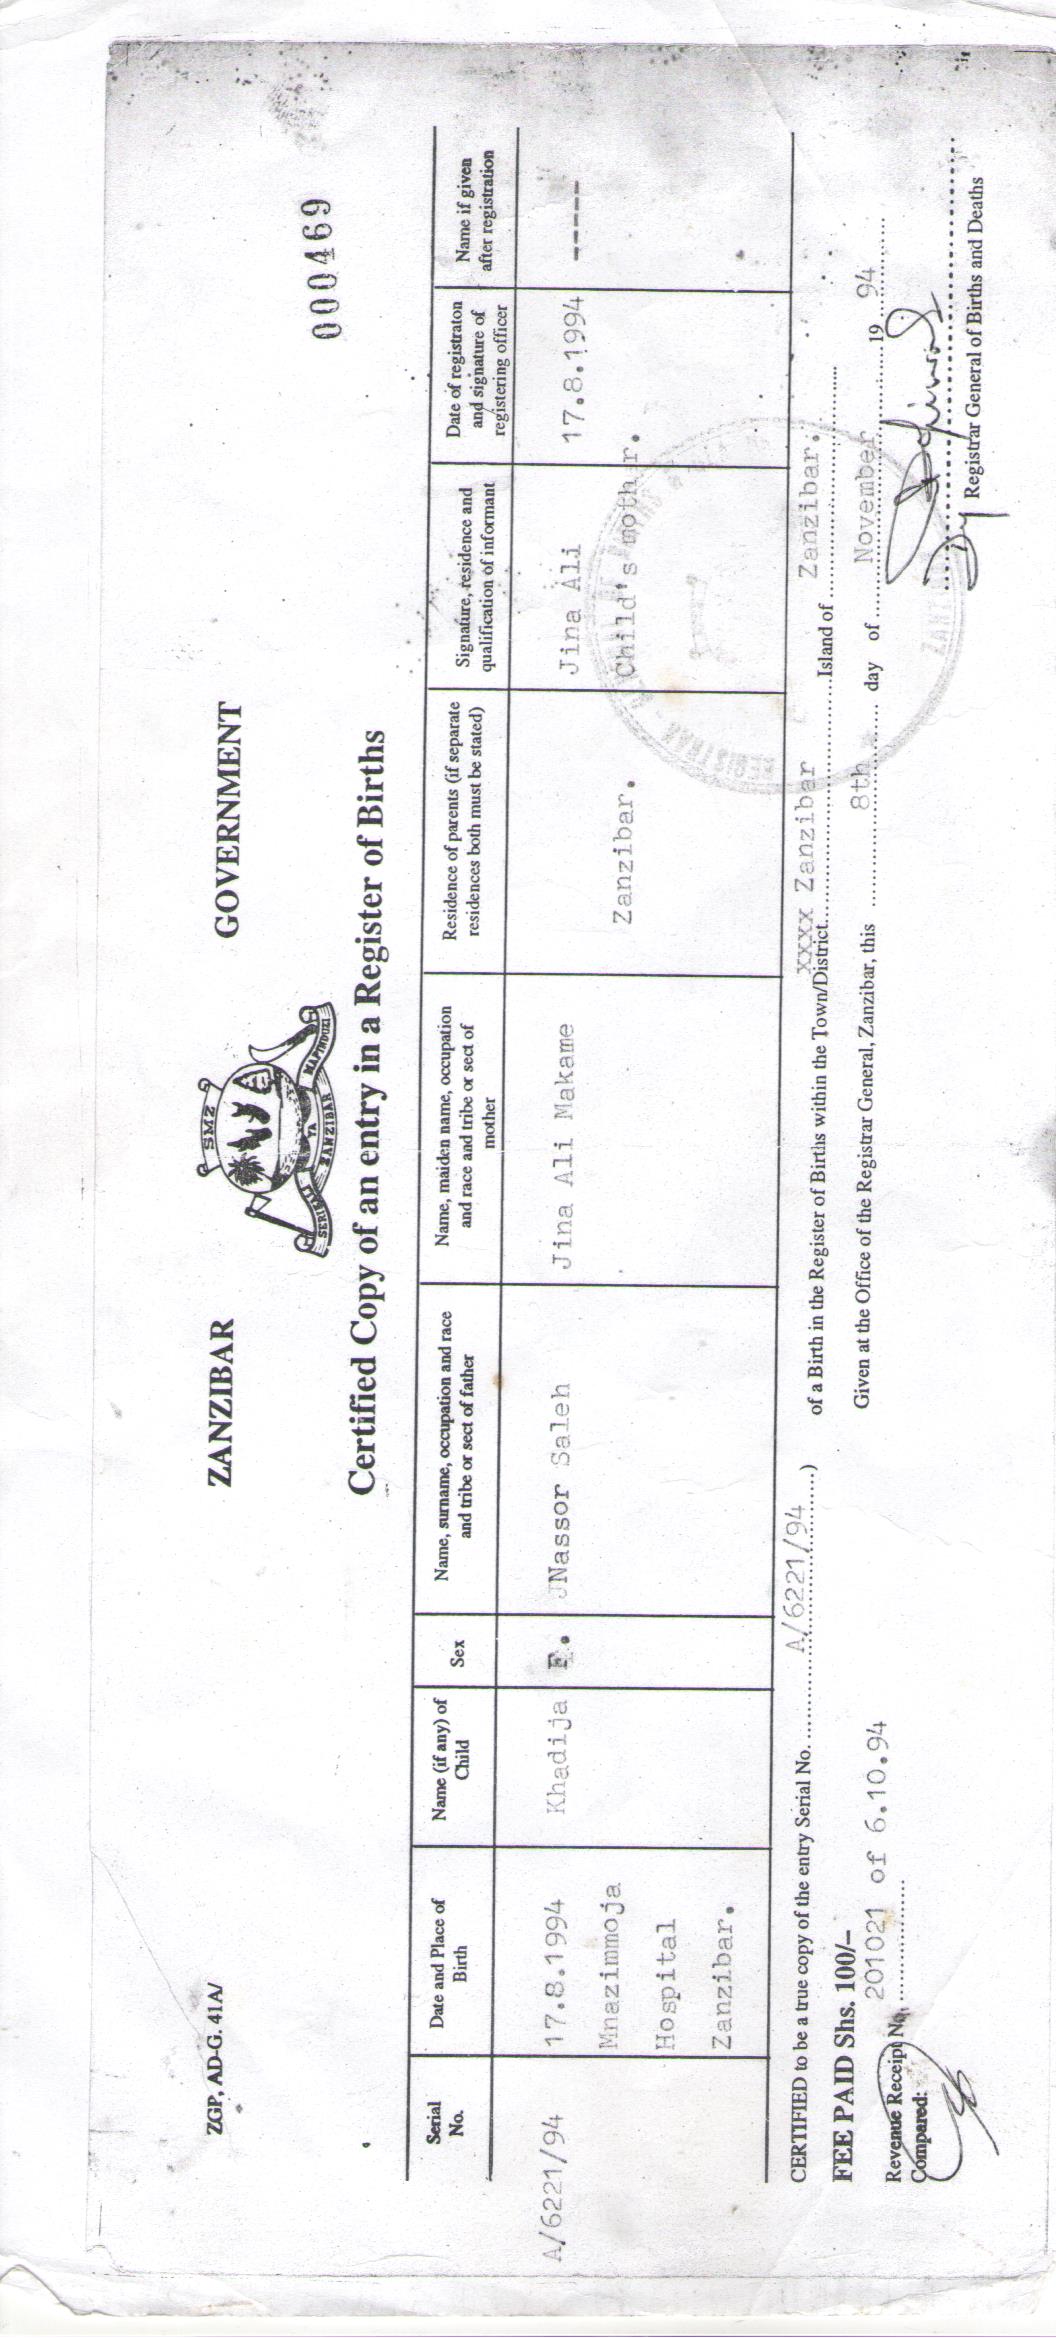 ZGP, AD-G. 41A/
ZANZIBAR GOVERNMENT
SMZ
SERIKALI YA ZANZIBAR MAPINDUZI
000469
Certified Copy of an entry in a Register of Births
Serial No.
Date and Place of Birth
Name (if any) of Child
Sex
Name, surname, occupation and race and tribe or sect of father
Name, maiden name, occupation and race and tribe or sect of mother
Residence of parents (if separate residences both must be stated)
Signature, residence and qualification of informant
Date of registraton and signature of registering officer
Name if given after registration
A/6221/94
17.8.1994
Mnazimmoja
Hospital
Zanzibar.
Khadija
F.
Nassor Saleh
Jina Ali Makame
Zanzibar.
Jina Ali
Child's moth r.
17.8.1994
-----
CERTIFIED to be a true copy of the entry Serial No. A/6221/94) of a Birth in the Register of Births within the Town/District xxxx Zanzibar Island of Zanzibar.
FEE PAID Shs. 100/–
Given at the Office of the Registrar General, Zanzibar, this 8th day of November 19 94
Revenue Receipt No. 201021 of 6.10.94
Compared:
Dy Registrar General of Births and Deaths
REGISTRAR